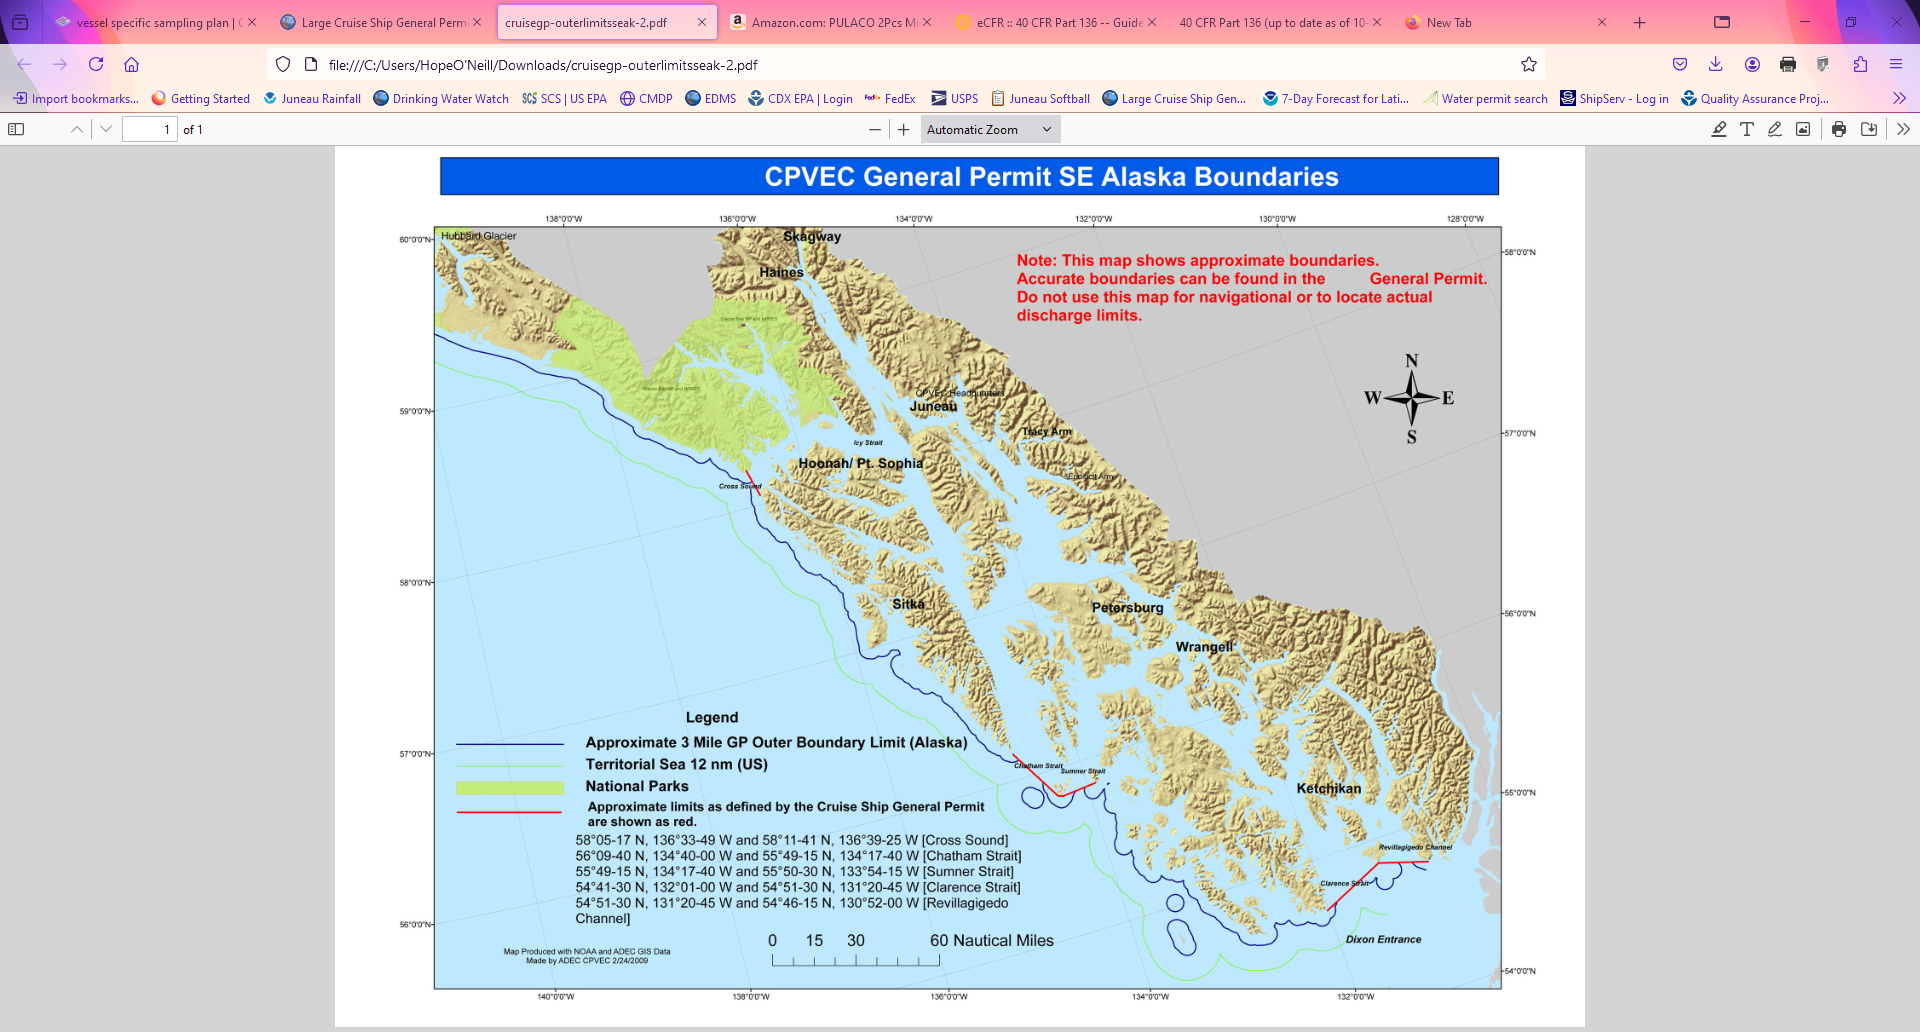 vessel specific sampling plan | C
Large Cruise Ship General Permi
cruisegp-outerlimitsseak-2.pdf
Amazon.com: PULACO 2Pcs Mi
eCFR :: 40 CFR Part 136 -- Guide
40 CFR Part 136 (up to date as of 10-
New Tab
file:///C:/Users/HopeO'Neill/Downloads/cruisegp-outerlimitsseak-2.pdf
Import bookmarks...
Getting Started
Juneau Rainfall
Drinking Water Watch
SCS | US EPA
CMDP
EDMS
CDX EPA | Login
FedEx
USPS
Juneau Softball
Large Cruise Ship Gen...
7-Day Forecast for Lati...
Water permit search
ShipServ - Log in
Quality Assurance Proj...
1 of 1
Automatic Zoom
CPVEC General Permit SE Alaska Boundaries
138°0'0"W
136°0'0"W
134°0'0"W
132°0'0"W
130°0'0"W
128°0'0"W
60°0'0"N
Hubbard Glacier
Skagway
58°0'0"N
Note: This map shows approximate boundaries.
Accurate boundaries can be found in the General Permit.
Do not use this map for navigational or to locate actual
discharge limits.
Haines
Glacier Bay NP and NPRES
N
W E
S
Glacier Bay NP and NPRES
CPVEC Headquarters
Juneau
59°0'0"N
Tracy Arm
57°0'0"N
Icy Strait
Hoonah/ Pt. Sophia
Endicott Arm
Cross Sound
58°0'0"N
Sitka
Petersburg
56°0'0"N
Wrangell
Legend
Approximate 3 Mile GP Outer Boundary Limit (Alaska)
Territorial Sea 12 nm (US)
National Parks
Approximate limits as defined by the Cruise Ship General Permit
are shown as red.
57°0'0"N
Chatham Strait
Sumner Strait
Ketchikan
55°0'0"N
58°05-17 N, 136°33-49 W and 58°11-41 N, 136°39-25 W [Cross Sound]
56°09-40 N, 134°40-00 W and 55°49-15 N, 134°17-40 W [Chatham Strait]
55°49-15 N, 134°17-40 W and 55°50-30 N, 133°54-15 W [Sumner Strait]
54°41-30 N, 132°01-00 W and 54°51-30 N, 131°20-45 W [Clarence Strait]
54°51-30 N, 131°20-45 W and 54°46-15 N, 130°52-00 W [Revillagigedo
Channel]
Revillagigedo Channel
Clarence Strait
56°0'0"N
Dixon Entrance
0 15 30 60 Nautical Miles
Map Produced with NOAA and ADEC GIS Data
Made by ADEC CPVEC 2/24/2009
54°0'0"N
140°0'0"W
138°0'0"W
136°0'0"W
134°0'0"W
132°0'0"W